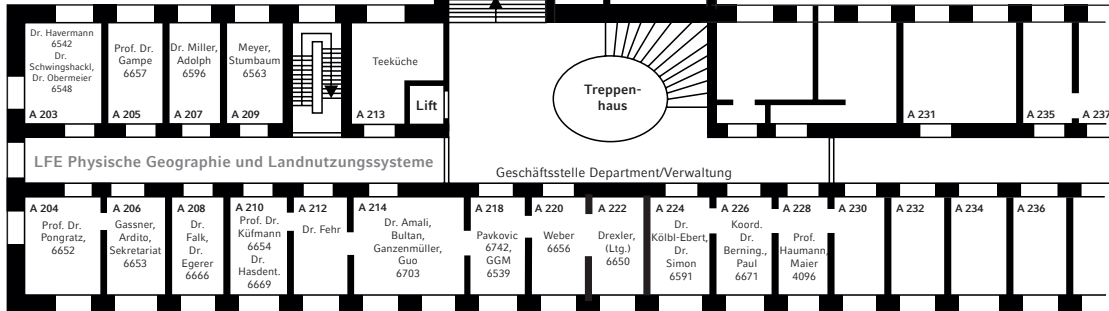 Dr. Havermann
6542
Dr.
Schwingshackl,
Dr. Obermeier
6548
A 203
Prof. Dr.
Gampe
6657
A 205
Dr. Miller,
Adolph
6596
A 207
Meyer,
Stumbaum
6563
A 209
Teeküche
A 213
Lift
Treppen-
haus
A 231
A 235
A 237
LFE Physische Geographie und Landnutzungssysteme
Geschäftsstelle Department/Verwaltung
A 204
Prof. Dr.
Pongratz,
6652
A 206
Gassner,
Ardito,
Sekretariat
6653
A 208
Dr.
Falk,
Dr.
Egerer
6666
A 210
Prof. Dr.
Küfmann
6654
Dr.
Hasdent.
6669
A 212
Dr. Fehr
A 214
Dr. Amali,
Bultan,
Ganzenmüller,
Guo
6703
A 218
Pavkovic
6742,
GGM
6539
A 220
Weber
6656
A 222
Drexler,
(Ltg.)
6650
A 224
Dr.
Kölbl-Ebert,
Dr.
Simon
6591
A 226
Koord.
Dr.
Berning.,
Paul
6671
A 228
Prof.
Haumann,
Maier
4096
A 230
A 232
A 234
A 236